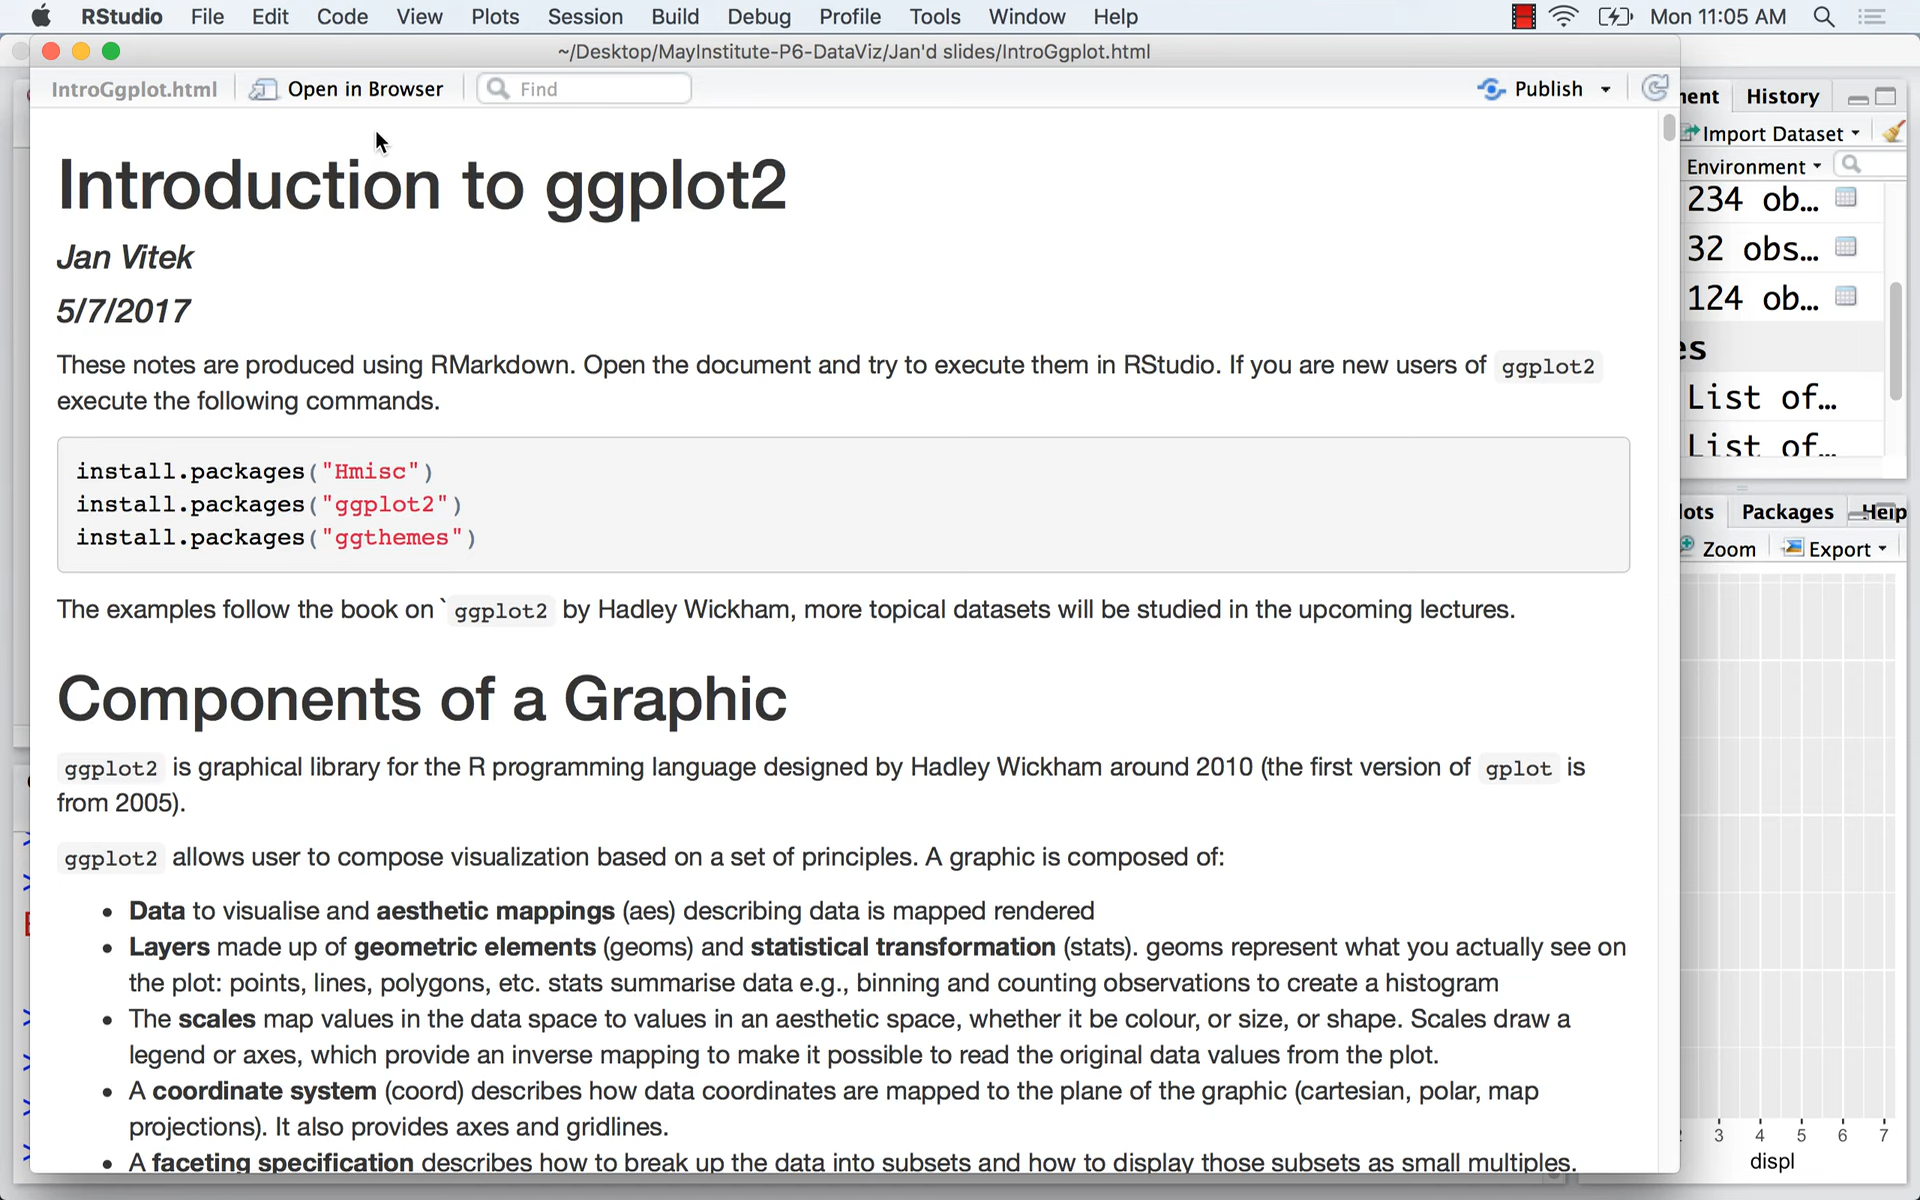 RStudio File Edit Code View Plots Session Build Debug Profile Tools Window Help Mon 11:05 AM
~/Desktop/MayInstitute-P6-DataViz/Jan'd slides/IntroGgplot.html
IntroGgplot.html Open in Browser Find Publish
Introduction to ggplot2
Jan Vitek
5/7/2017
These notes are produced using RMarkdown. Open the document and try to execute them in RStudio. If you are new users of ggplot2
execute the following commands.
install.packages("Hmisc")
install.packages("ggplot2")
install.packages("ggthemes")
The examples follow the book on ` ggplot2 by Hadley Wickham, more topical datasets will be studied in the upcoming lectures.
Components of a Graphic
ggplot2 is graphical library for the R programming language designed by Hadley Wickham around 2010 (the first version of gplot is
from 2005).
ggplot2 allows user to compose visualization based on a set of principles. A graphic is composed of:
• Data to visualise and aesthetic mappings (aes) describing data is mapped rendered
• Layers made up of geometric elements (geoms) and statistical transformation (stats). geoms represent what you actually see on
the plot: points, lines, polygons, etc. stats summarise data e.g., binning and counting observations to create a histogram
• The scales map values in the data space to values in an aesthetic space, whether it be colour, or size, or shape. Scales draw a
legend or axes, which provide an inverse mapping to make it possible to read the original data values from the plot.
• A coordinate system (coord) describes how data coordinates are mapped to the plane of the graphic (cartesian, polar, map
projections). It also provides axes and gridlines.
• A faceting specification describes how to break up the data into subsets and how to display those subsets as small multiples.
ent History
Import Dataset
Environment
234 ob…
32 obs…
124 ob…
es
List of…
List of…
lots Packages Help
Zoom Export
3 4 5 6 7
displ